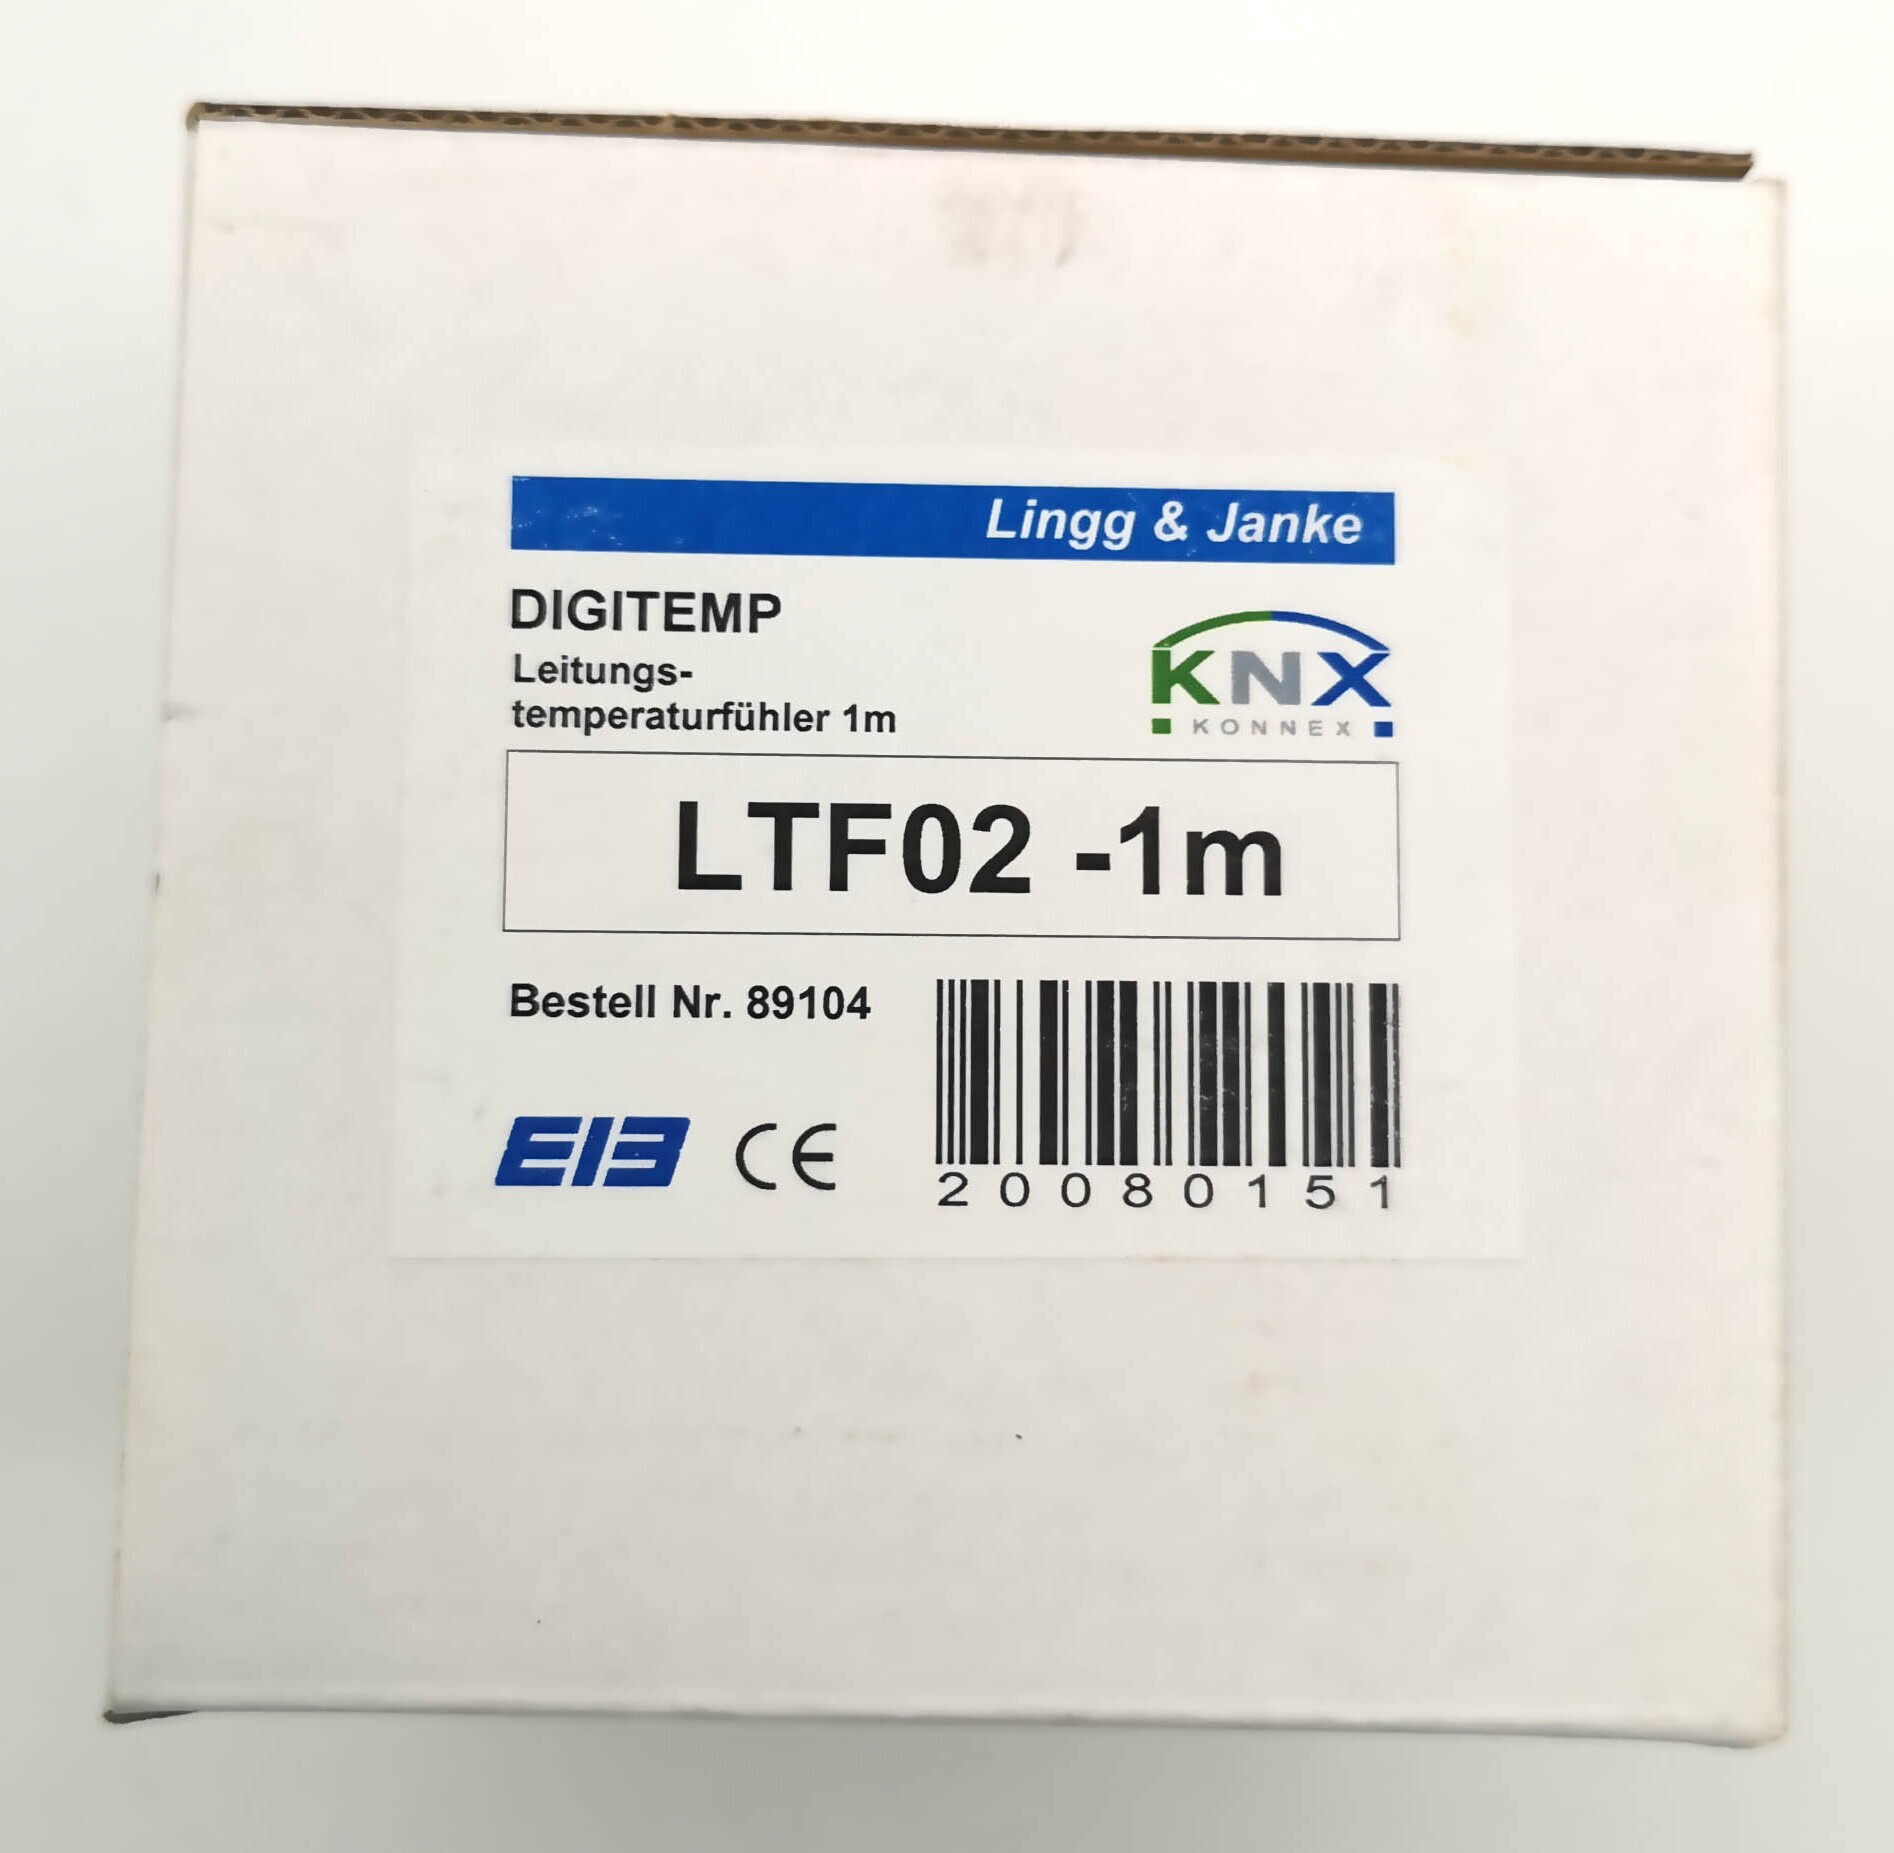 Lingg & Janke
DIGITEMP
Leitungs-
temperaturfühler 1m
KNX
KONNEX
LTF02 -1m
Bestell Nr. 89104
EIB
CE
20080151